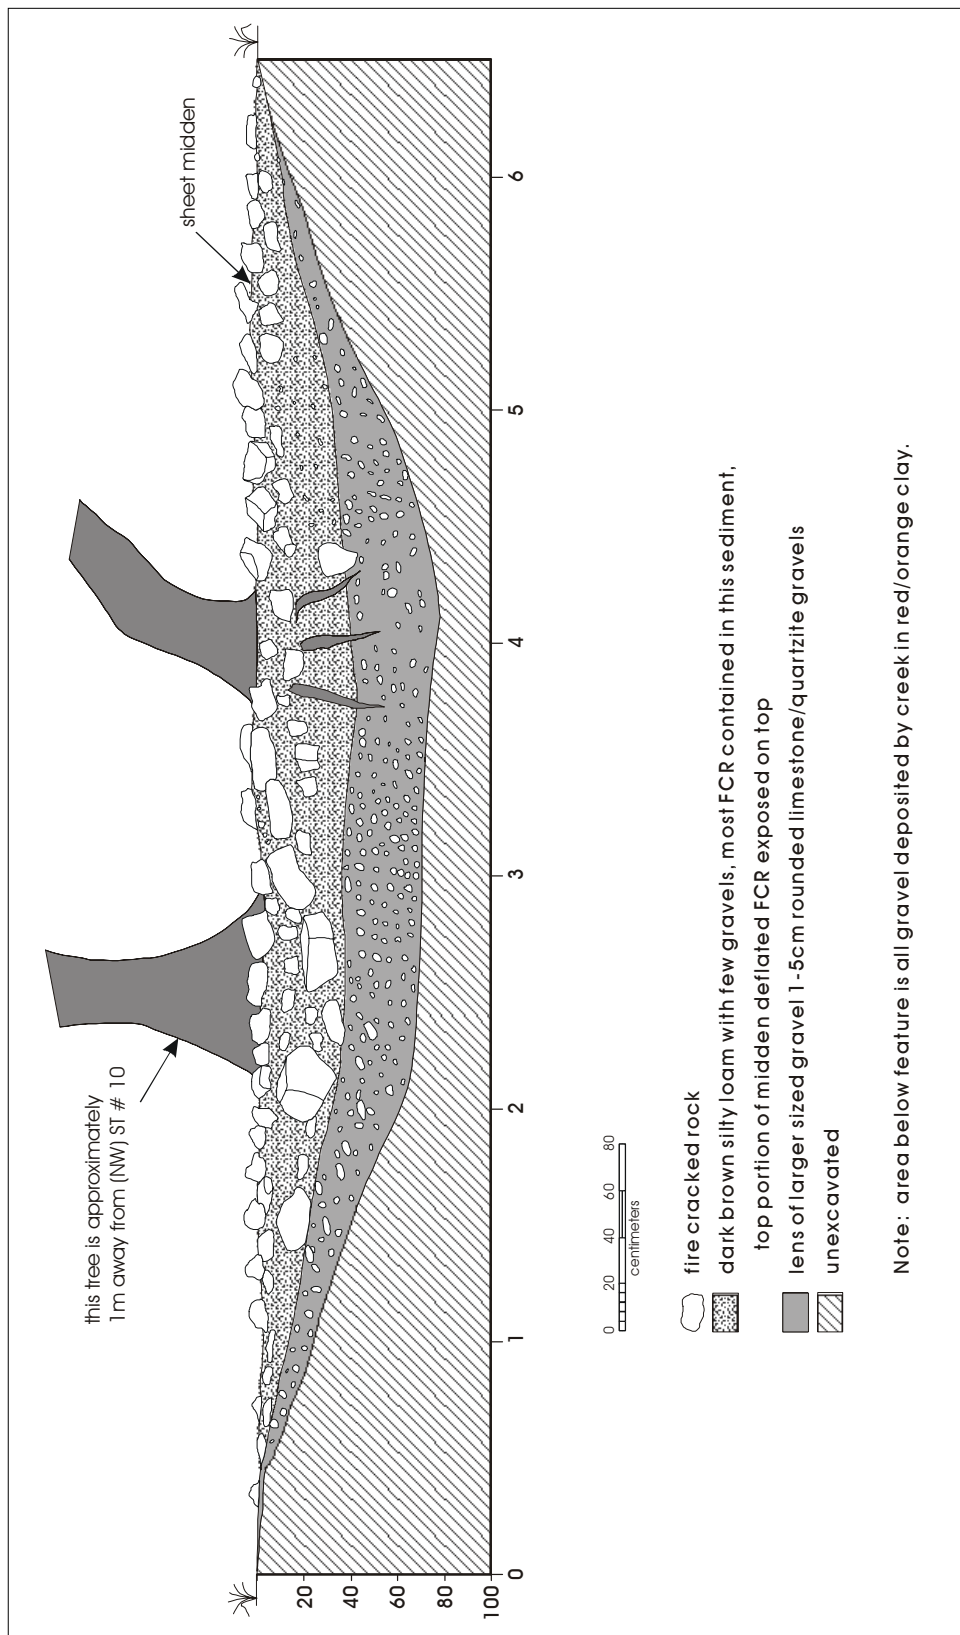 this tree is approximately
1m away from (NW) ST # 10
sheet midden
20
40
60
80
100
0
1
2
3
4
5
6
0
20
40
60
80
centimeters
fire cracked rock
dark brown silty loam with few gravels, most FCR contained in this sediment,
top portion of midden deflated FCR exposed on top
lens of larger sized gravel 1-5cm rounded limestone/quartzite gravels
unexcavated
Note: area below feature is all gravel deposited by creek in red/orange clay.